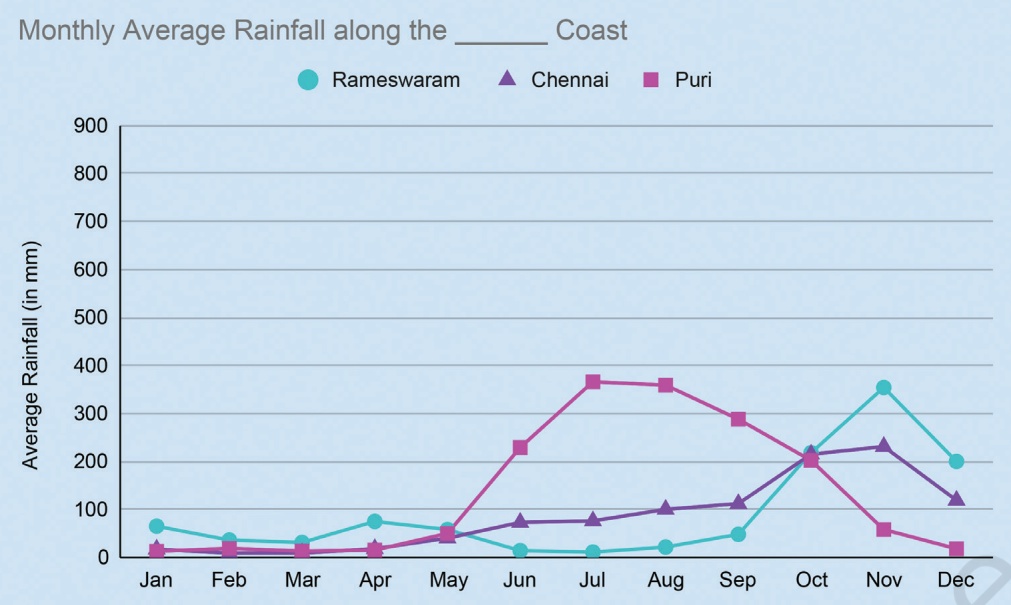 Monthly Average Rainfall along the ______ Coast
Rameswaram Chennai Puri
Average Rainfall (in mm)
900
800
700
600
500
400
300
200
100
0
Jan Feb Mar Apr May Jun Jul Aug Sep Oct Nov Dec